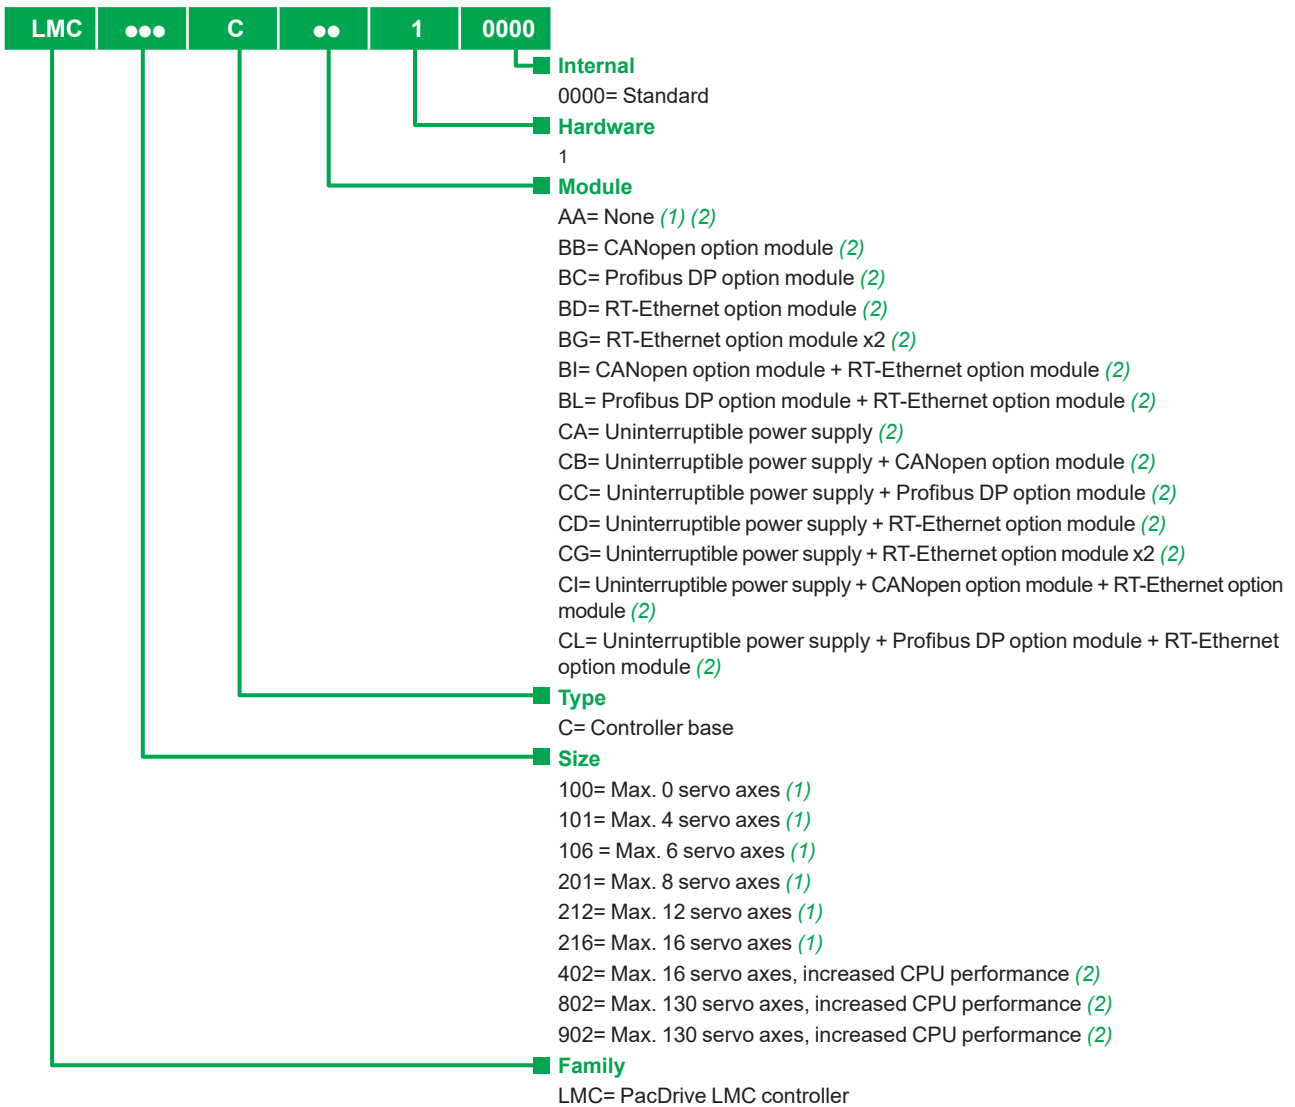 LMC ●●● C ●● 1 0000
Internal
0000= Standard
Hardware
1
Module
AA= None (1) (2)
BB= CANopen option module (2)
BC= Profibus DP option module (2)
BD= RT-Ethernet option module (2)
BG= RT-Ethernet option module x2 (2)
BI= CANopen option module + RT-Ethernet option module (2)
BL= Profibus DP option module + RT-Ethernet option module (2)
CA= Uninterruptible power supply (2)
CB= Uninterruptible power supply + CANopen option module (2)
CC= Uninterruptible power supply + Profibus DP option module (2)
CD= Uninterruptible power supply + RT-Ethernet option module (2)
CG= Uninterruptible power supply + RT-Ethernet option module x2 (2)
CI= Uninterruptible power supply + CANopen option module + RT-Ethernet option
module (2)
CL= Uninterruptible power supply + Profibus DP option module + RT-Ethernet
option module (2)
Type
C= Controller base
Size
100= Max. 0 servo axes (1)
101= Max. 4 servo axes (1)
106 = Max. 6 servo axes (1)
201= Max. 8 servo axes (1)
212= Max. 12 servo axes (1)
216= Max. 16 servo axes (1)
402= Max. 16 servo axes, increased CPU performance (2)
802= Max. 130 servo axes, increased CPU performance (2)
902= Max. 130 servo axes, increased CPU performance (2)
Family
LMC= PacDrive LMC controller